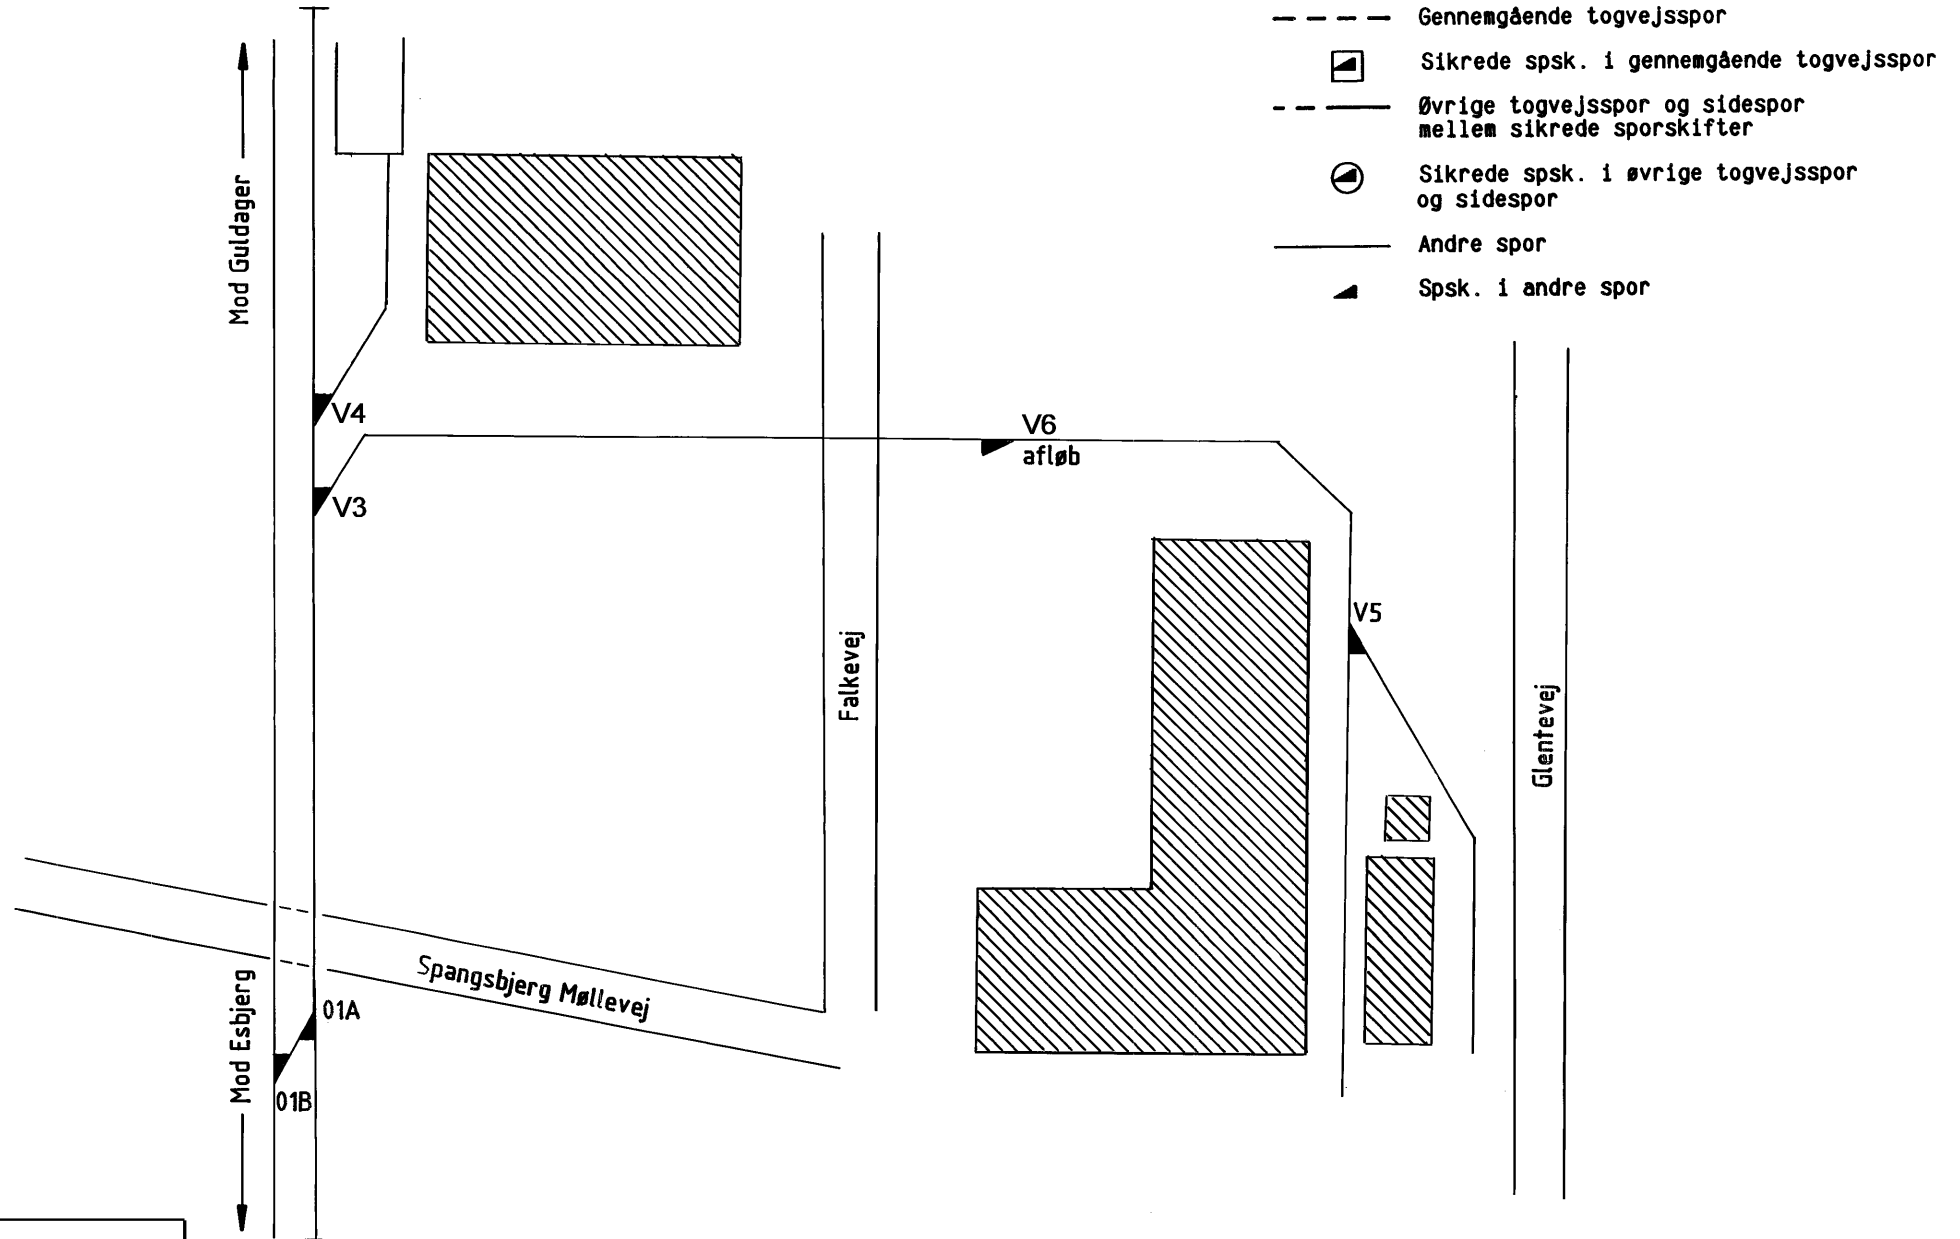 Gennemgående togvejsspor
Sikrede spsk. i gennemgående togvejsspor
Øvrige togvejsspor og sidespor
mellem sikrede sporskifter
Sikrede spsk. i øvrige togvejsspor
og sidespor
Andre spor
Spsk. i andre spor
Mod Guldager
V4
V3
V6
afløb
V5
Falkevej
Glentevej
Spangsbjerg Møllevej
Mod Esbjerg
01A
01B